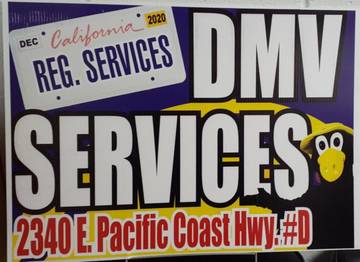 DEC California 2020
REG. SERVICES
DMV
SERVICES
2340 E. Pacific Coast Hwy. #D